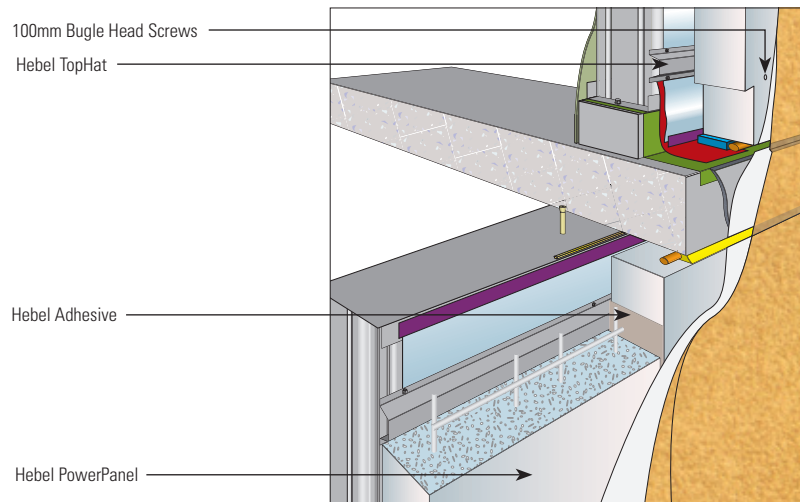 100mm Bugle Head Screws
Hebel TopHat
Hebel Adhesive
Hebel PowerPanel